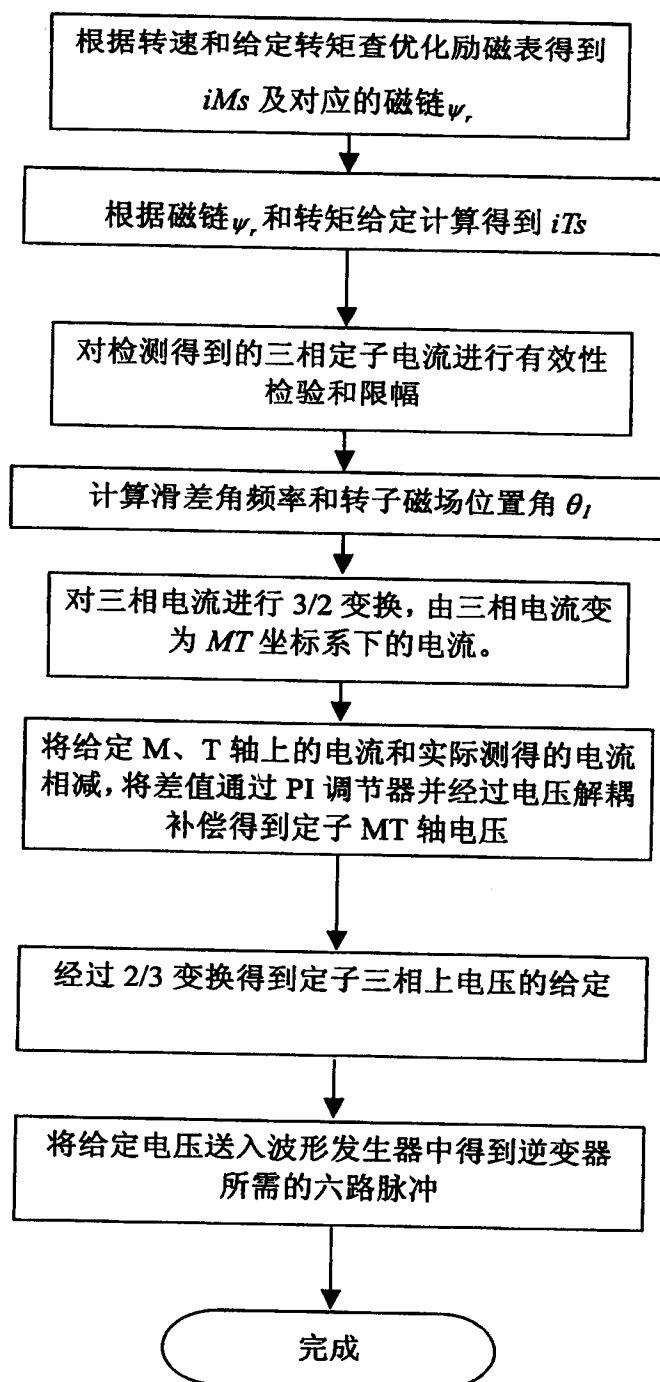 根据转速和给定转矩查优化励磁表得到
iMs 及对应的磁链ψr
根据磁链ψr和转矩给定计算得到 iTs
对检测得到的三相定子电流进行有效性
检验和限幅
计算滑差角频率和转子磁场位置角 θ1
对三相电流进行 3/2 变换，由三相电流变
为 MT 坐标系下的电流。
将给定 M、T 轴上的电流和实际测得的电流
相减，将差值通过 PI 调节器并经过电压解耦
补偿得到定子 MT 轴电压
经过 2/3 变换得到定子三相上电压的给定
将给定电压送入波形发生器中得到逆变器
所需的六路脉冲
完成